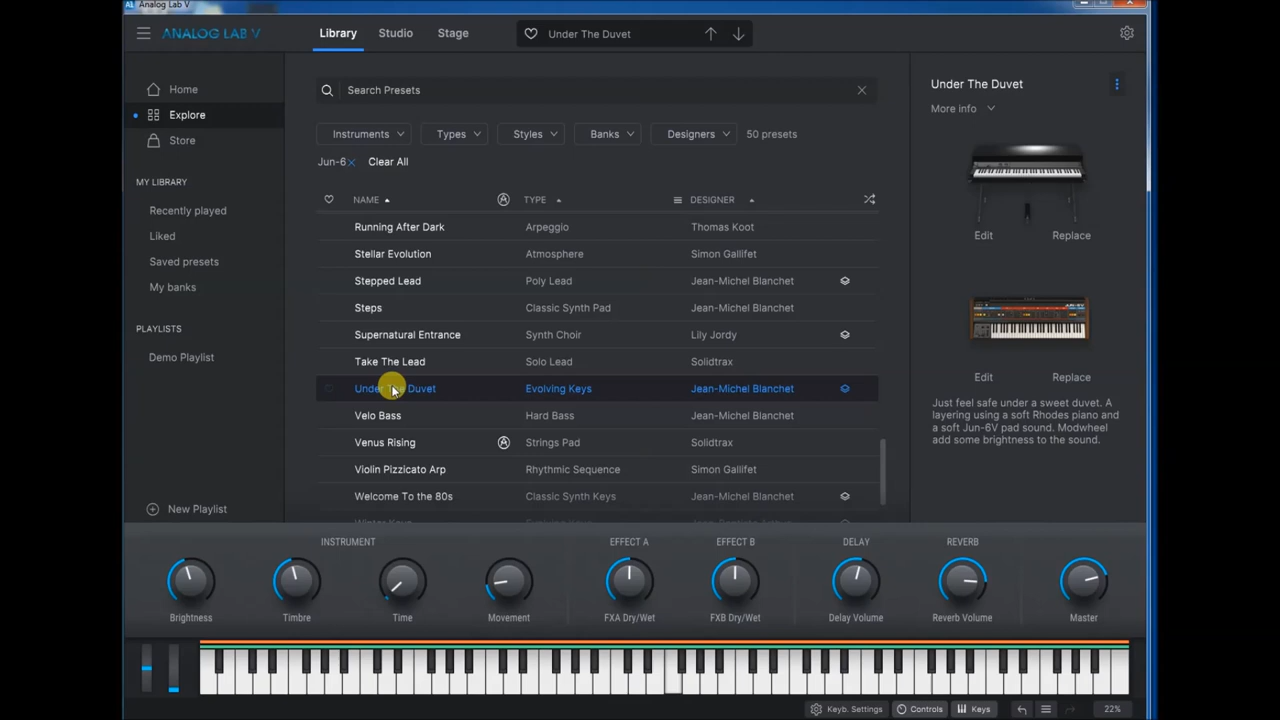 Analog Lab V
ANALOG LAB V
Library
Studio
Stage
Under The Duvet
Home
Explore
Store
MY LIBRARY
Recently played
Liked
Saved presets
My banks
PLAYLISTS
Demo Playlist
New Playlist
Search Presets
Instruments Types Styles Banks Designers 50 presets
Jun-6 Clear All
NAME TYPE DESIGNER
Running After Dark Arpeggio Thomas Koot
Stellar Evolution Atmosphere Simon Gallifet
Stepped Lead Poly Lead Jean-Michel Blanchet
Steps Classic Synth Pad Jean-Michel Blanchet
Supernatural Entrance Synth Choir Lily Jordy
Take The Lead Solo Lead Solidtrax
Under The Duvet Evolving Keys Jean-Michel Blanchet
Velo Bass Hard Bass Jean-Michel Blanchet
Venus Rising Strings Pad Solidtrax
Violin Pizzicato Arp Rhythmic Sequence Simon Gallifet
Welcome To the 80s Classic Synth Keys Jean-Michel Blanchet
Under The Duvet
More info
Edit Replace
Edit Replace
Just feel safe under a sweet duvet. A
layering using a soft Rhodes piano and
a soft Jun-6V pad sound. Modwheel
add some brightness to the sound.
INSTRUMENT EFFECT A EFFECT B DELAY REVERB
Brightness Timbre Time Movement FXA Dry/Wet FXB Dry/Wet Delay Volume Reverb Volume Master
Keyb. Settings Controls Keys 22%